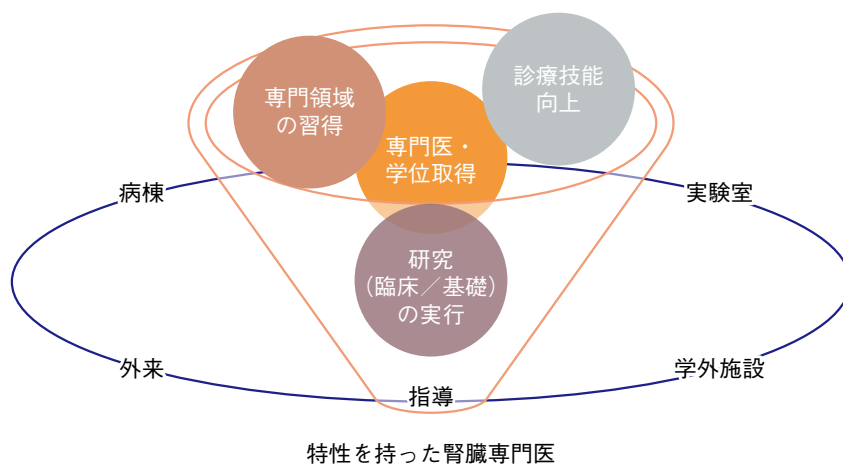 専門領域
の習得
診療技能
向上
専門医・
学位取得
病棟
実験室
研究
（臨床／基礎）
の実行
外来
学外施設
指導
特性を持った腎臓専門医